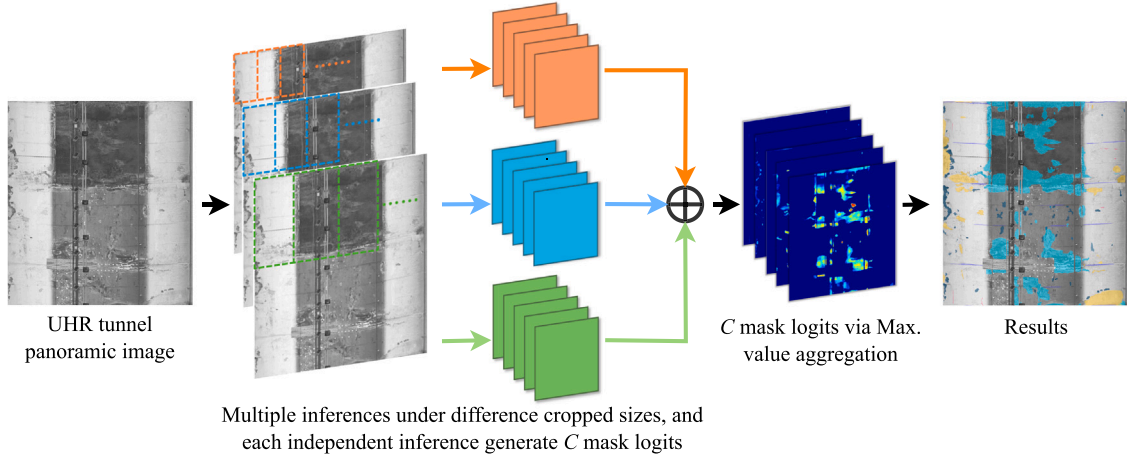 UHR tunnel
panoramic image
Multiple inferences under difference cropped sizes, and
each independent inference generate C mask logits
C mask logits via Max.
value aggregation
Results